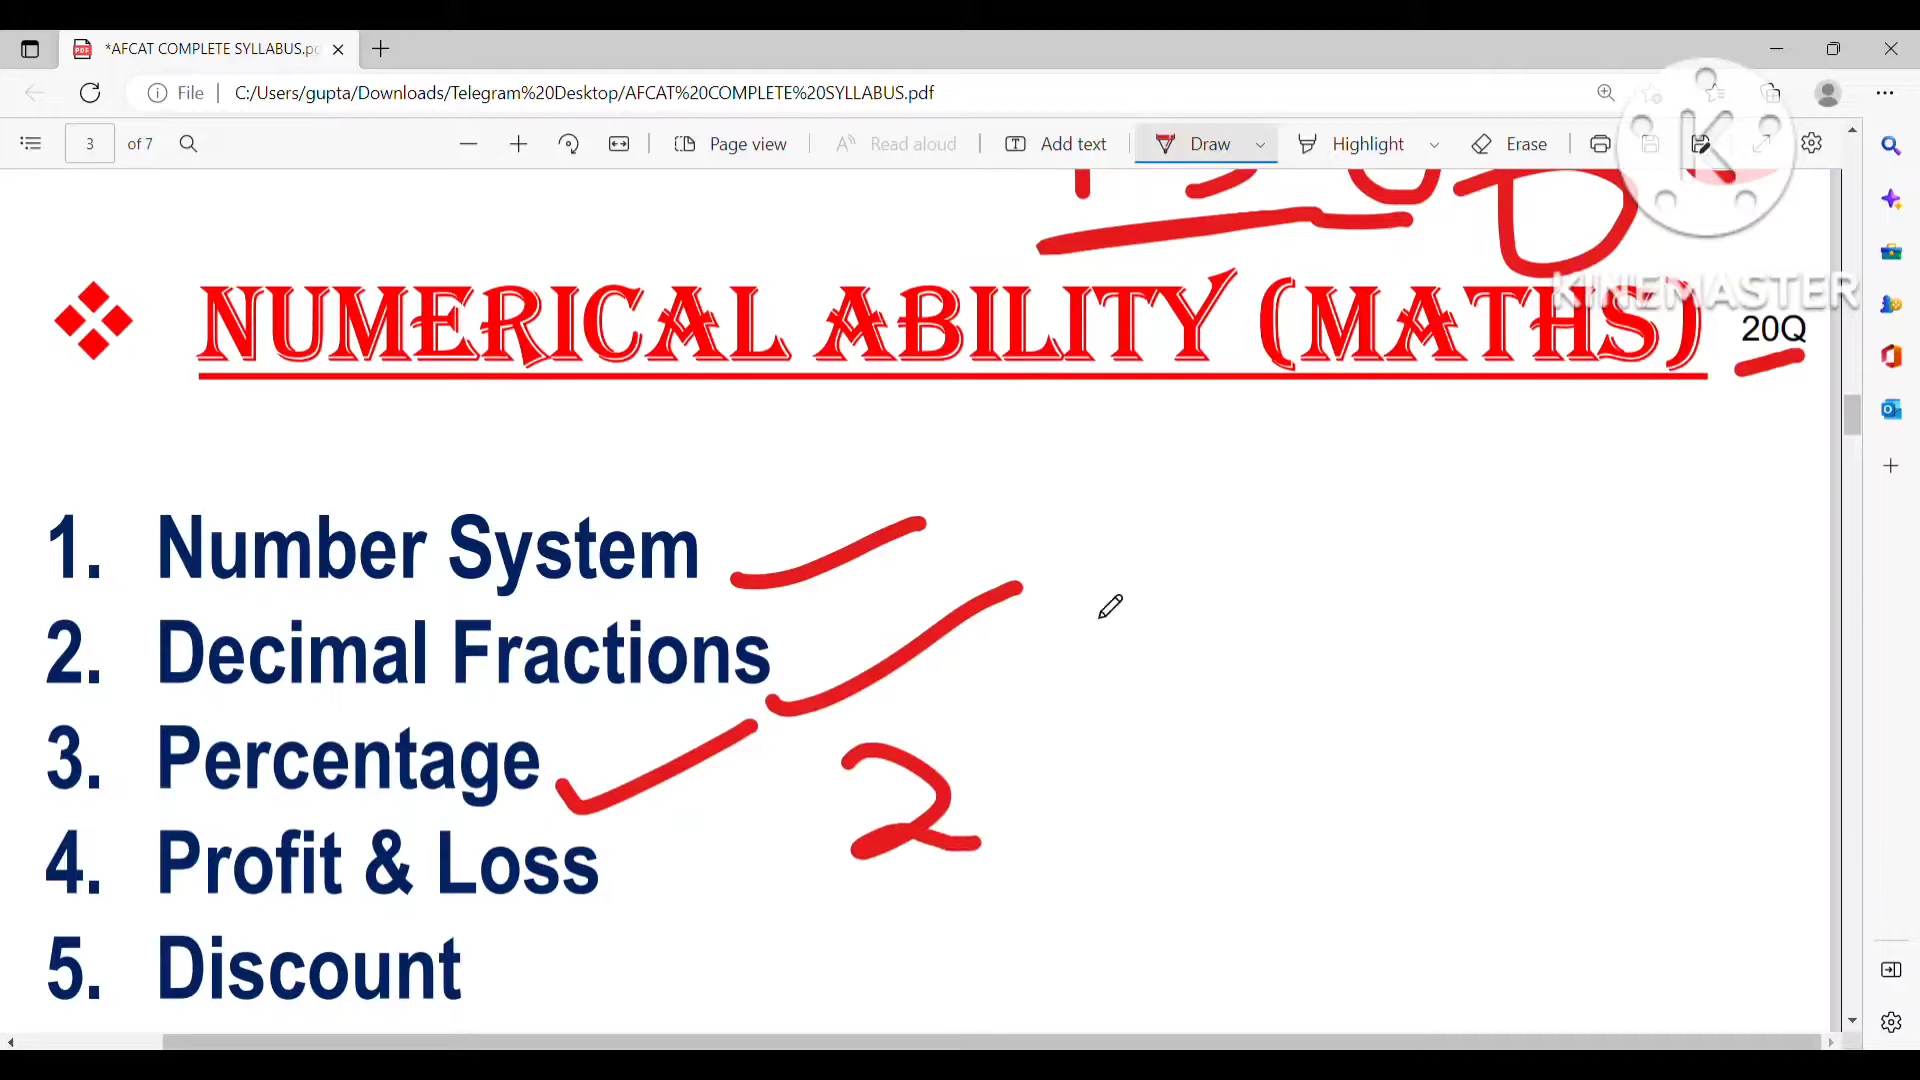 *AFCAT COMPLETE SYLLABUS.pd
File C:/Users/gupta/Downloads/Telegram%20Desktop/AFCAT%20COMPLETE%20SYLLABUS.pdf
3 of 7 Page view Read aloud Add text Draw Highlight Erase
NUMERICAL ABILITY (MATHS) 20Q
KINEMASTER
1. Number System
2. Decimal Fractions
3. Percentage
2
4. Profit & Loss
5. Discount